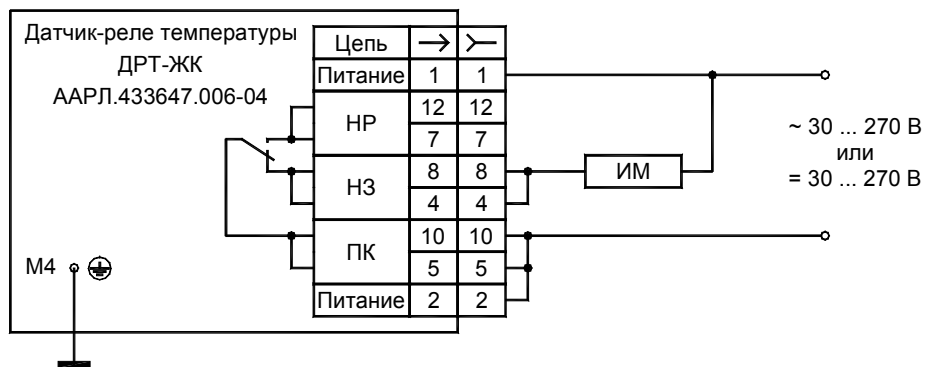 Датчик-реле температуры
ДРТ-ЖК
ААРЛ.433647.006-04
Цепь
Питание 1 1
НР 12 12
7 7
НЗ 8 8
4 4
ПК 10 10
5 5
Питание 2 2
ИМ
~ 30 ... 270 В
или
= 30 ... 270 В
М4